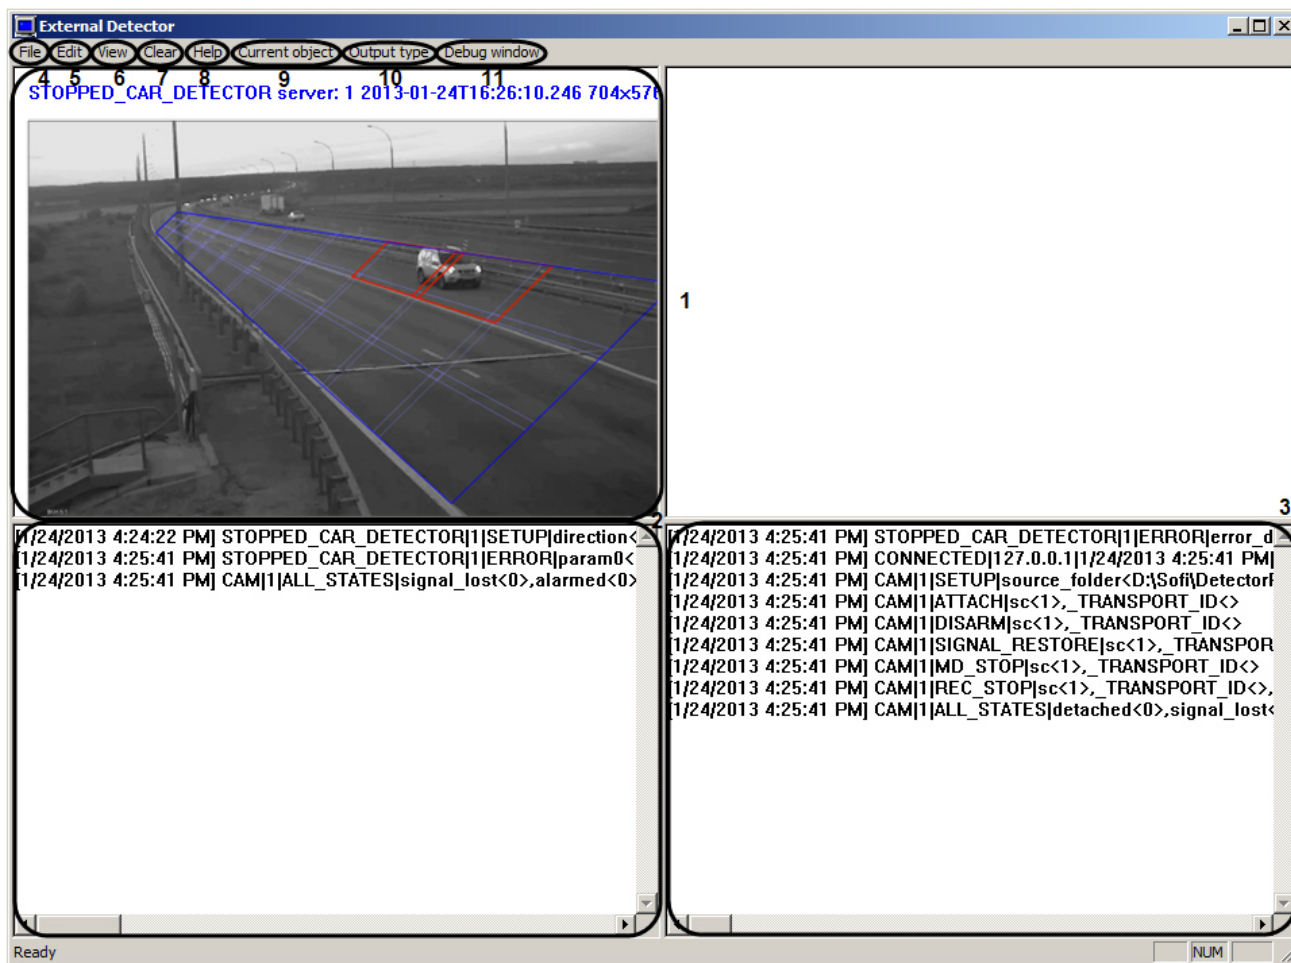 External Detector
File Edit View Clear Help Current object Output type Debug window
4 5 6 7 8 9 10 11
STOPPED_CAR_DETECTOR server: 1 2013-01-24T16:26:10.246 704x576
1
2
3
[1/24/2013 4:24:22 PM] STOPPED_CAR_DETECTOR|1|SETUP|direction<
[1/24/2013 4:25:41 PM] STOPPED_CAR_DETECTOR|1|ERROR|param0<
[1/24/2013 4:25:41 PM] CAM|1|ALL_STATES|signal_lost<0>,alarmed<0>
[1/24/2013 4:25:41 PM] STOPPED_CAR_DETECTOR|1|ERROR|error_d
[1/24/2013 4:25:41 PM] CONNECTED|127.0.0.1|1/24/2013 4:25:41 PM|
[1/24/2013 4:25:41 PM] CAM|1|SETUP|source_folder<D:\Sofi\Detector
[1/24/2013 4:25:41 PM] CAM|1|ATTACH|sc<1>,_TRANSPORT_ID<>
[1/24/2013 4:25:41 PM] CAM|1|DISARM|sc<1>,_TRANSPORT_ID<>
[1/24/2013 4:25:41 PM] CAM|1|SIGNAL_RESTORE|sc<1>,_TRANSPOR
[1/24/2013 4:25:41 PM] CAM|1|MD_STOP|sc<1>,_TRANSPORT_ID<>
[1/24/2013 4:25:41 PM] CAM|1|REC_STOP|sc<1>,_TRANSPORT_ID<>,
[1/24/2013 4:25:41 PM] CAM|1|ALL_STATES|detached<0>,signal_lost<
Ready
NUM